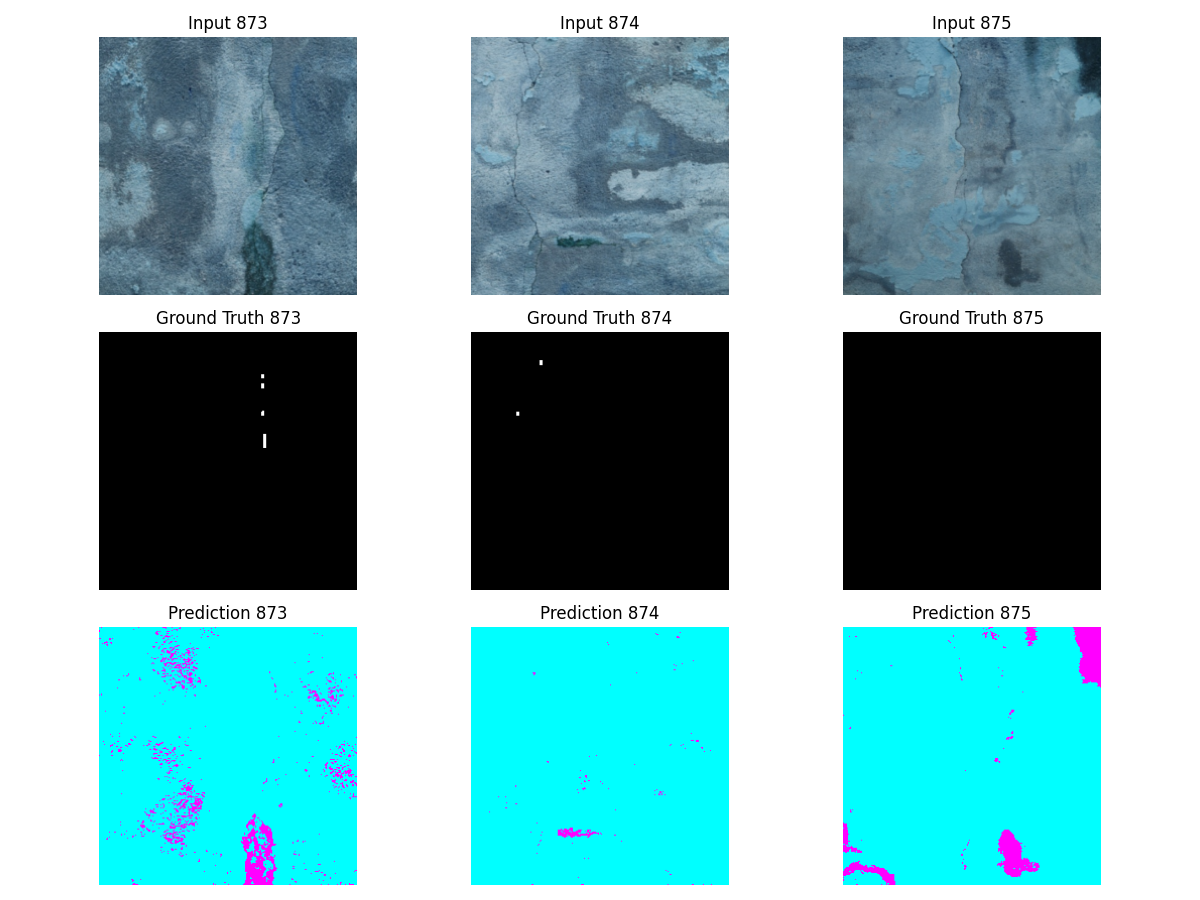 Input 873
Input 874
Input 875
Ground Truth 873
Ground Truth 874
Ground Truth 875
Prediction 873
Prediction 874
Prediction 875